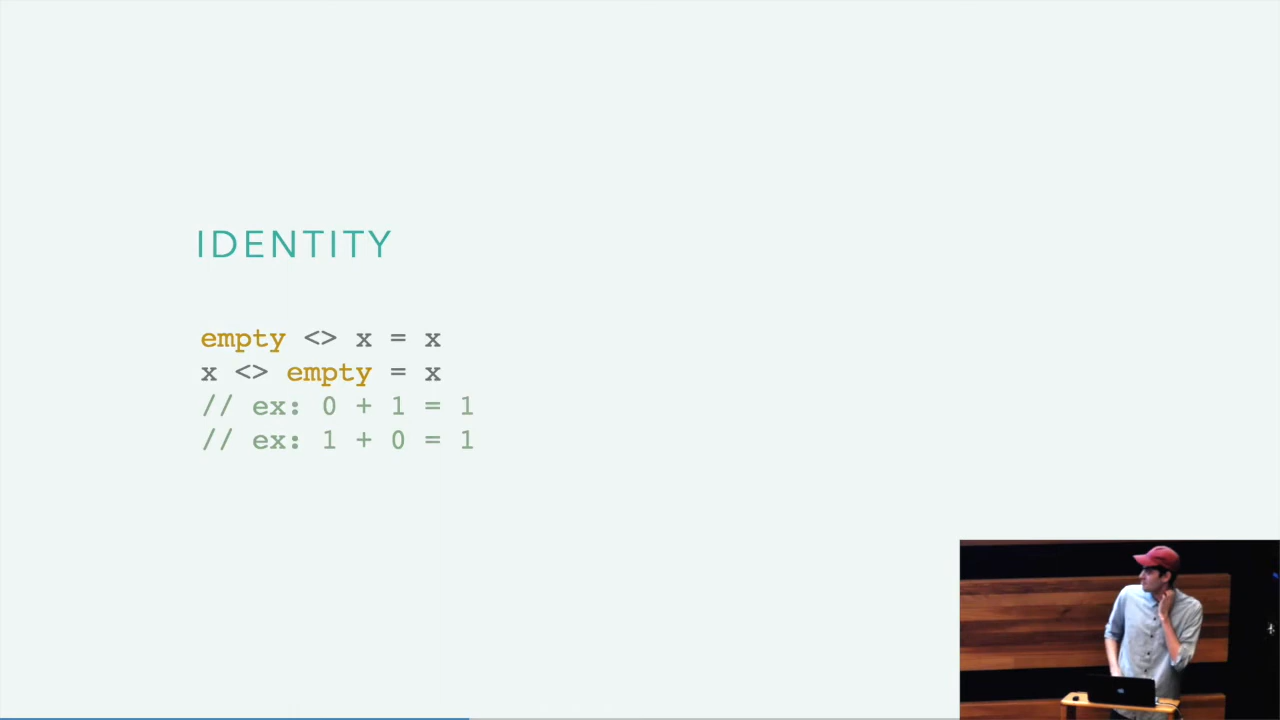 IDENTITY
empty <> x = x
x <> empty = x
// ex: 0 + 1 = 1
// ex: 1 + 0 = 1